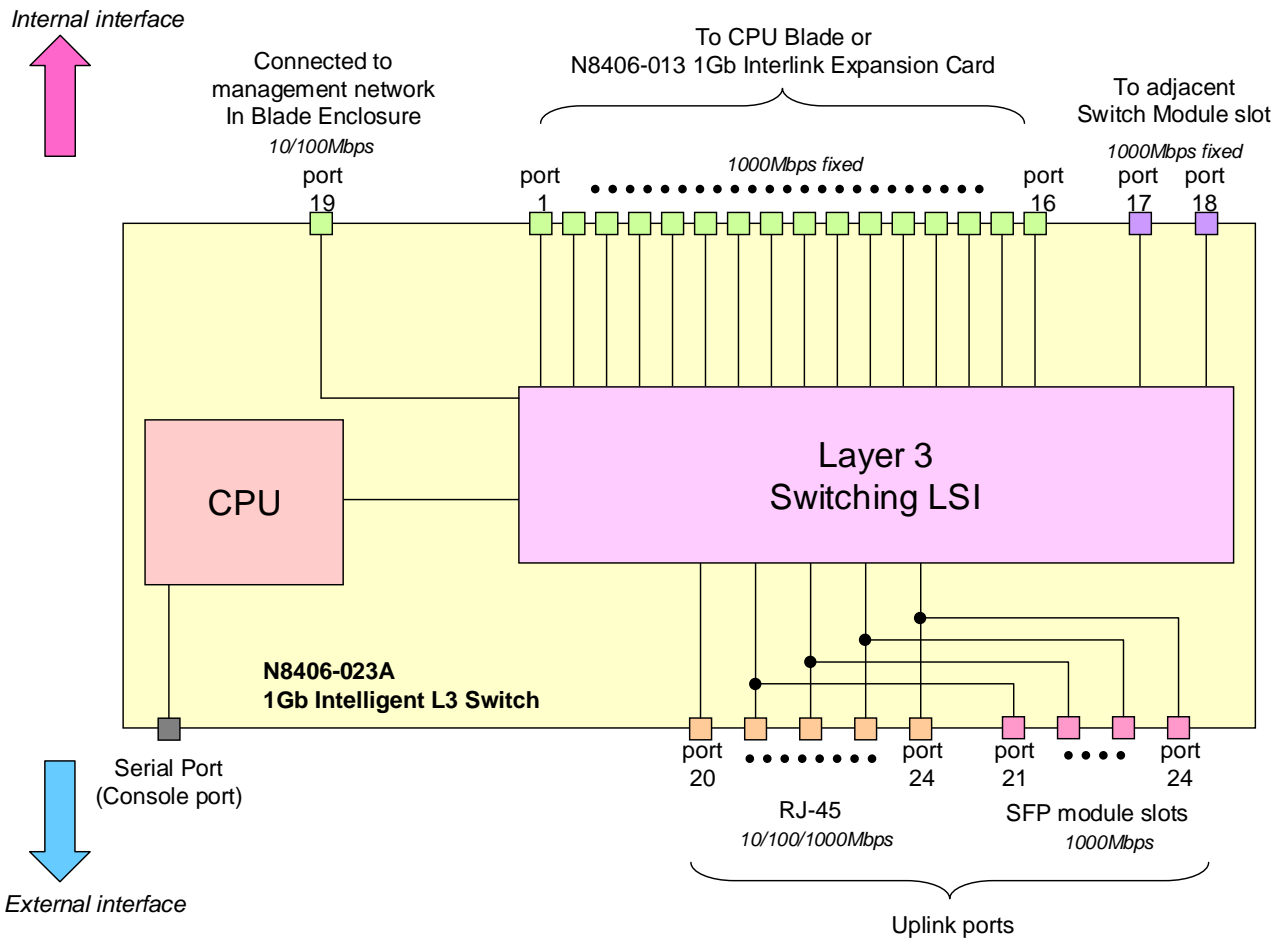 Internal interface
Connected to
management network
In Blade Enclosure
10/100Mbps
port
19
To CPU Blade or
N8406-013 1Gb Interlink Expansion Card
1000Mbps fixed
port
1
port
16
To adjacent
Switch Module slot
1000Mbps fixed
port
17
port
18
CPU
Layer 3
Switching LSI
N8406-023A
1Gb Intelligent L3 Switch
Serial Port
(Console port)
port
20
port
24
port
21
port
24
RJ-45
10/100/1000Mbps
SFP module slots
1000Mbps
External interface
Uplink ports